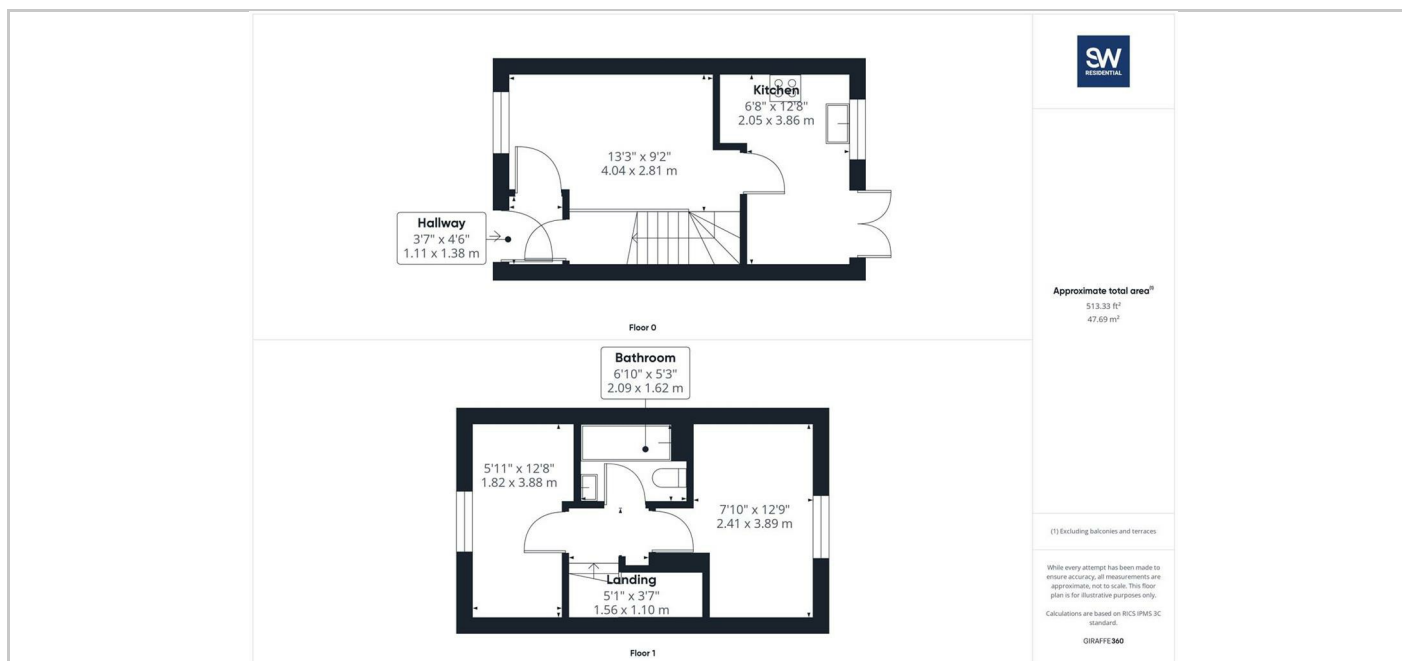 Kitchen
6'8" x 12'8"
2.05 x 3.86 m
13'3" x 9'2"
4.04 x 2.81 m
Hallway
3'7" x 4'6"
1.11 x 1.38 m
Floor 0
Bathroom
6'10" x 5'3"
2.09 x 1.62 m
5'11" x 12'8"
1.82 x 3.88 m
7'10" x 12'9"
2.41 x 3.89 m
Landing
5'1" x 3'7"
1.56 x 1.10 m
Floor 1
SW
RESIDENTIAL
Approximate total area(1)
513.33 ft²
47.69 m²
(1) Excluding balconies and terraces
While every attempt has been made to
ensure accuracy, all measurements are
approximate, not to scale. This floor
plan is for illustrative purposes only.
Calculations are based on RICS IPMS 3C
standard.
GIRAFFE360